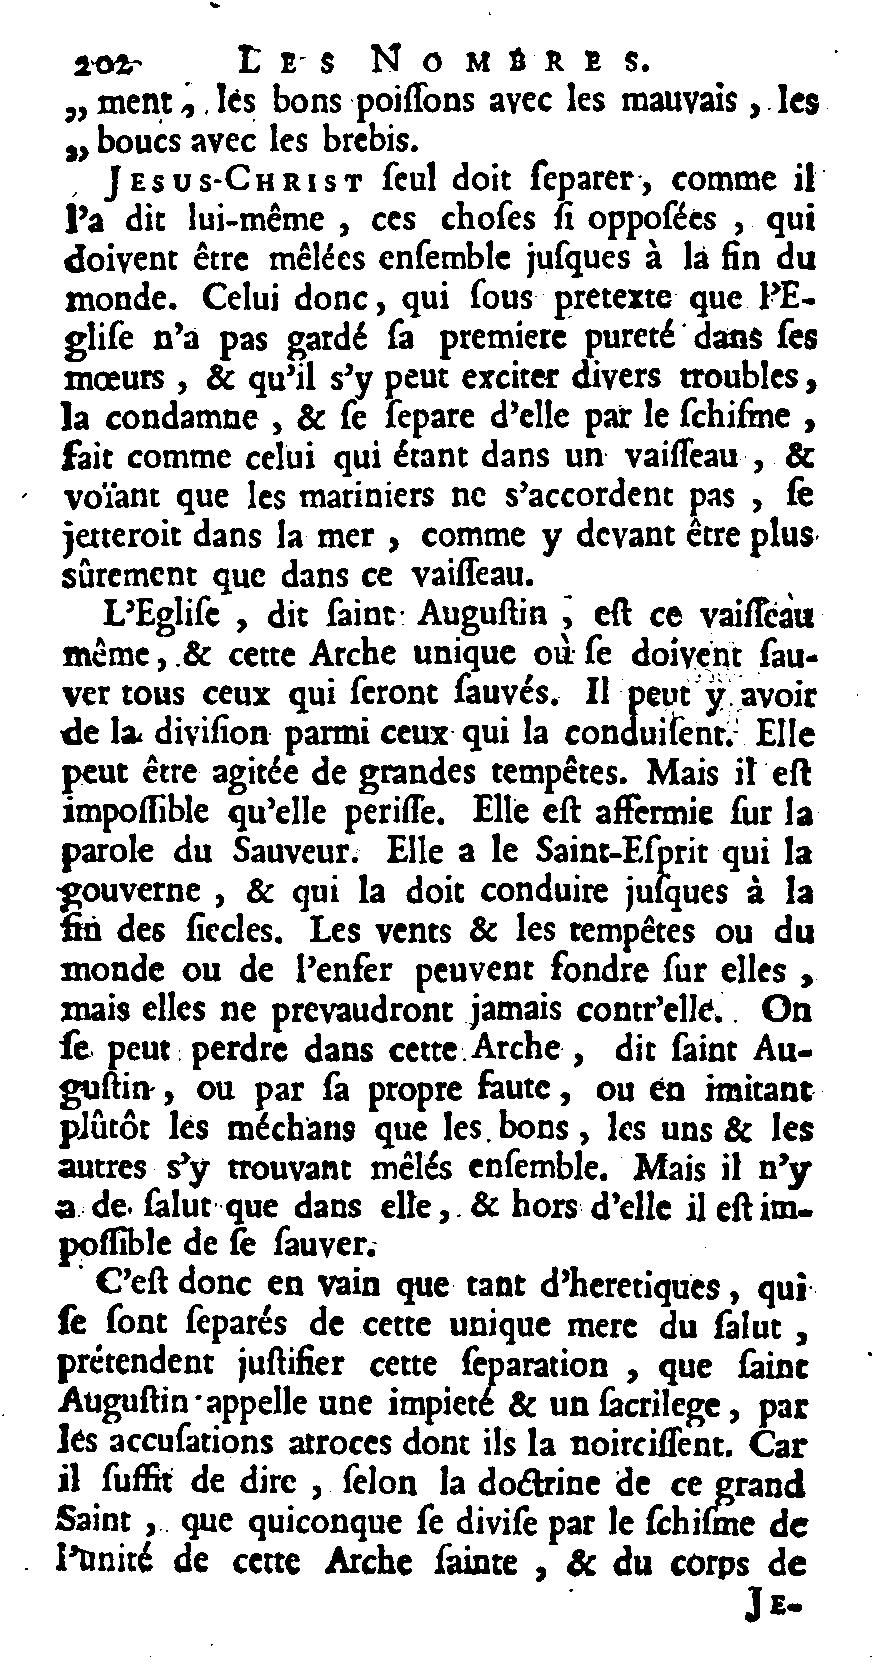 202 LES NOMBRES.
„ ment, les bons poiſſons avec les mauvais, les
„ boucs avec les brebis.
JESUS-CHRIST ſeul doit ſeparer, comme il
l'a dit lui-même, ces choſes ſi oppoſées, qui
doivent être mêlées enſemble juſques à la fin du
monde. Celui donc, qui ſous pretexte que l'E-
gliſe n'a pas gardé ſa premiere pureté dans ſes
mœurs, & qu'il s'y peut exciter divers troubles,
la condamne, & ſe ſepare d'elle par le ſchiſme,
fait comme celui qui étant dans un vaiſſeau, &
voïant que les mariniers ne s'accordent pas, ſe
jetteroit dans la mer, comme y devant être plus
sûrement que dans ce vaiſſeau.
L'Egliſe, dit ſaint Auguſtin, eſt ce vaiſſeau
même, & cette Arche unique où ſe doivent ſau-
ver tous ceux qui ſeront ſauvés. Il peut y avoir
de la diviſion parmi ceux qui la conduiſent. Elle
peut être agitée de grandes tempêtes. Mais il eſt
impoſſible qu'elle periſſe. Elle eſt affermie ſur la
parole du Sauveur. Elle a le Saint-Eſprit qui la
gouverne, & qui la doit conduire juſques à la
fin des ſiecles. Les vents & les tempêtes ou du
monde ou de l'enfer peuvent fondre ſur elles,
mais elles ne prevaudront jamais contr'elle. On
ſe peut perdre dans cette Arche, dit ſaint Au-
guſtin, ou par ſa propre faute, ou en imitant
plûtôt les méchans que les bons, les uns & les
autres s'y trouvant mêlés enſemble. Mais il n'y
a de ſalut que dans elle, & hors d'elle il eſt im-
poſſible de ſe ſauver.
C'eſt donc en vain que tant d'heretiques, qui
ſe ſont ſeparés de cette unique mere du ſalut,
prétendent juſtifier cette ſeparation, que ſaint
Auguſtin appelle une impieté & un ſacrilege, par
les accuſations atroces dont ils la noirciſſent. Car
il ſuffit de dire, ſelon la doctrine de ce grand
Saint, que quiconque ſe diviſe par le ſchiſme de
l'unité de cette Arche ſainte, & du corps de
JE-